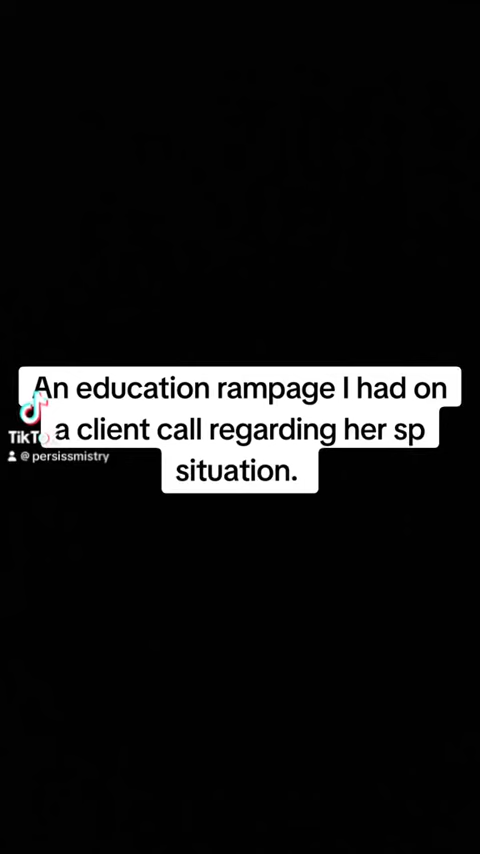 An education rampage I had on
a client call regarding her sp
situation.
TikTok
@persissmistry